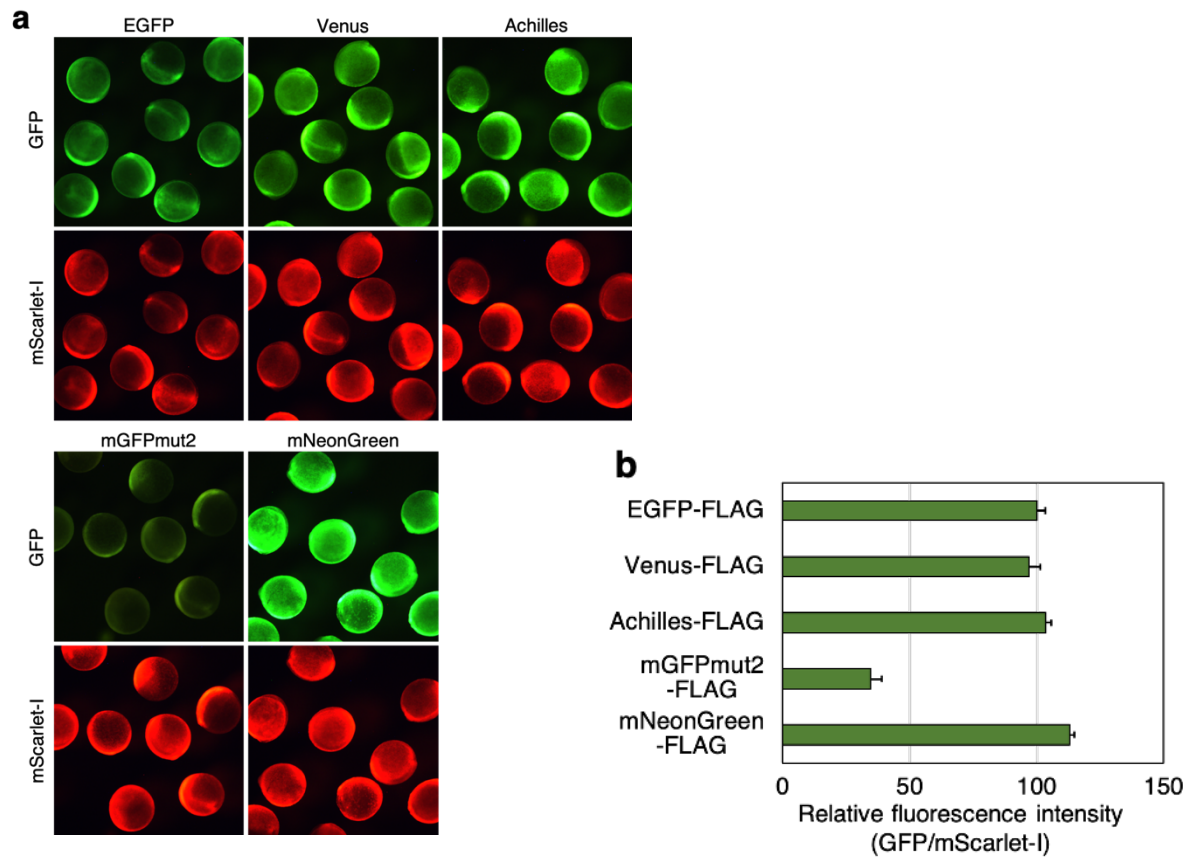 a
EGFP
Venus
Achilles
GFP
mScarlet-I
mGFPmut2
mNeonGreen
GFP
mScarlet-I
b
EGFP-FLAG
Venus-FLAG
Achilles-FLAG
mGFPmut2
-FLAG
mNeonGreen
-FLAG
0
50
100
150
Relative fluorescence intensity
(GFP/mScarlet-I)